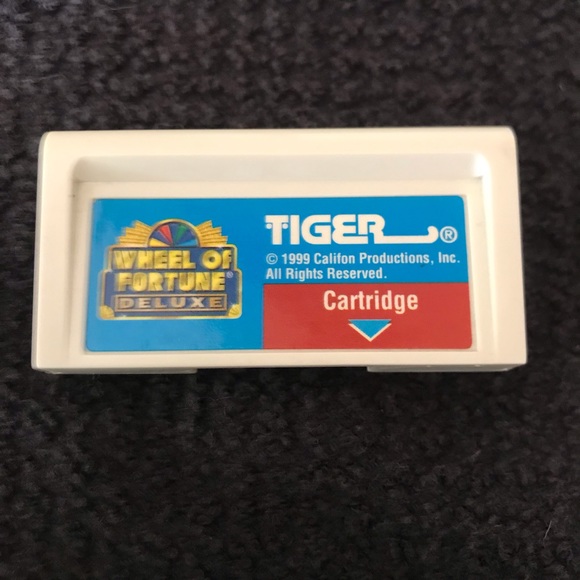 WHEEL OF
FORTUNE®
DELUXE
TIGER®
© 1999 Califon Productions, Inc.
All Rights Reserved.
Cartridge